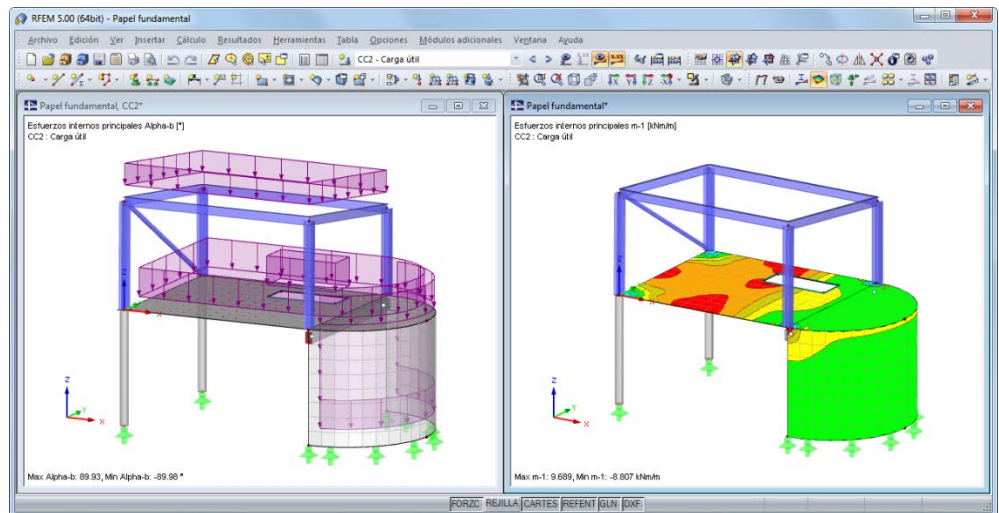 RFEM 5.00 (64bit) - Papel fundamental
Archivo Edición Ver Insertar Cálculo Resultados Herramientas Tabla Opciones Módulos adicionales Ventana Ayuda
CC2 - Carga útil
Papel fundamental, CC2*
Esfuerzos internos principales Alpha-b [°]
CC2 : Carga útil
Z
X
Z
Y
X
Max Alpha-b: 89.93, Min Alpha-b: -89.98 °
Papel fundamental*
Esfuerzos internos principales m-1 [kNm/m]
CC2 : Carga útil
Z
X
Z
Y
X
Max m-1: 9.689, Min m-1: -8.807 kNm/m
FORZC REJILLA CARTES REFENT GLN DXF